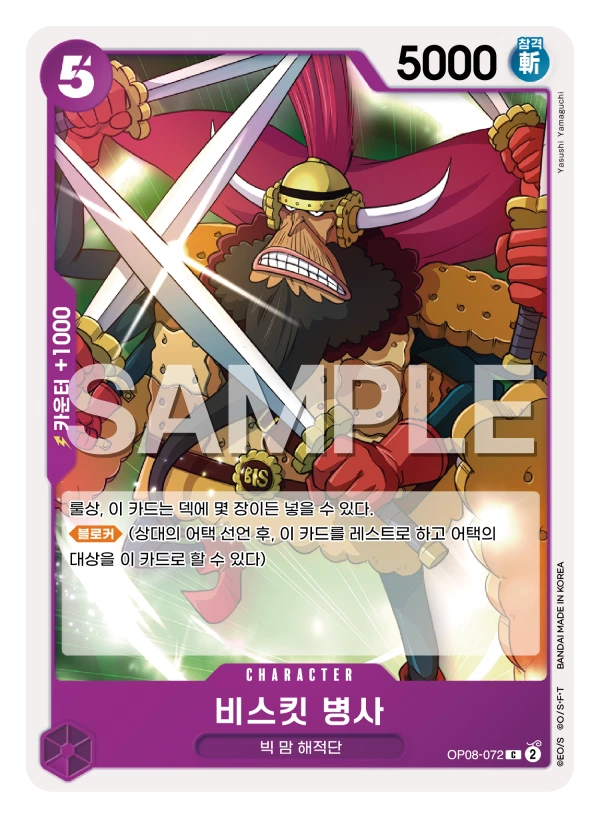 5
5000
참격
斬
Yasushi Yamaguchi
카운터 +1000
SAMPLE
BIS
룰상, 이 카드는 덱에 몇 장이든 넣을 수 있다.
블로커 (상대의 어택 선언 후, 이 카드를 레스트로 하고 어택의
대상을 이 카드로 할 수 있다)
CHARACTER
비스킷 병사
빅 맘 해적단
OP08-072 C 2
©EO/S ©O/S·F·T BANDAI MADE IN KOREA